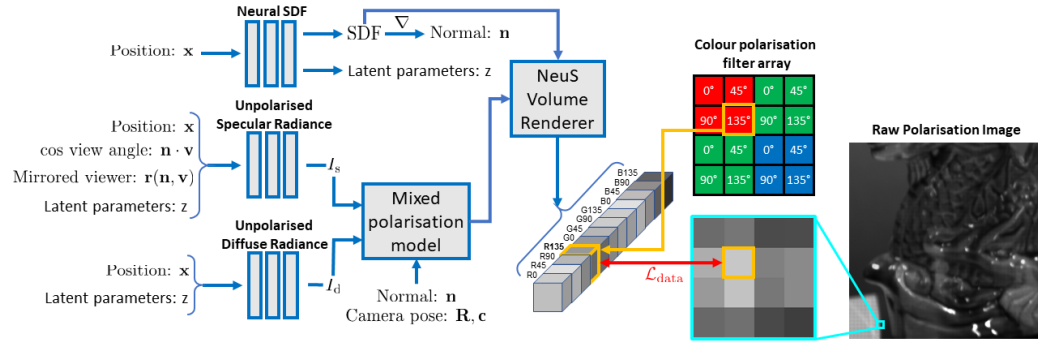 Neural SDF
Position: x
SDF ∇ Normal: n
Latent parameters: z
Unpolarised
Specular Radiance
Position: x
cos view angle: n · v
Mirrored viewer: r(n, v)
Latent parameters: z
I_s
Unpolarised
Diffuse Radiance
Position: x
Latent parameters: z
I_d
Mixed
polarisation
model
Normal: n
Camera pose: R, c
NeuS
Volume
Renderer
B135
B90
B45
B0
G135
G90
G45
G0
R135
R90
R45
R0
ℒ_data
Colour polarisation
filter array
0° 45° 0° 45°
90° 135° 90° 135°
0° 45° 0° 45°
90° 135° 90° 135°
Raw Polarisation Image